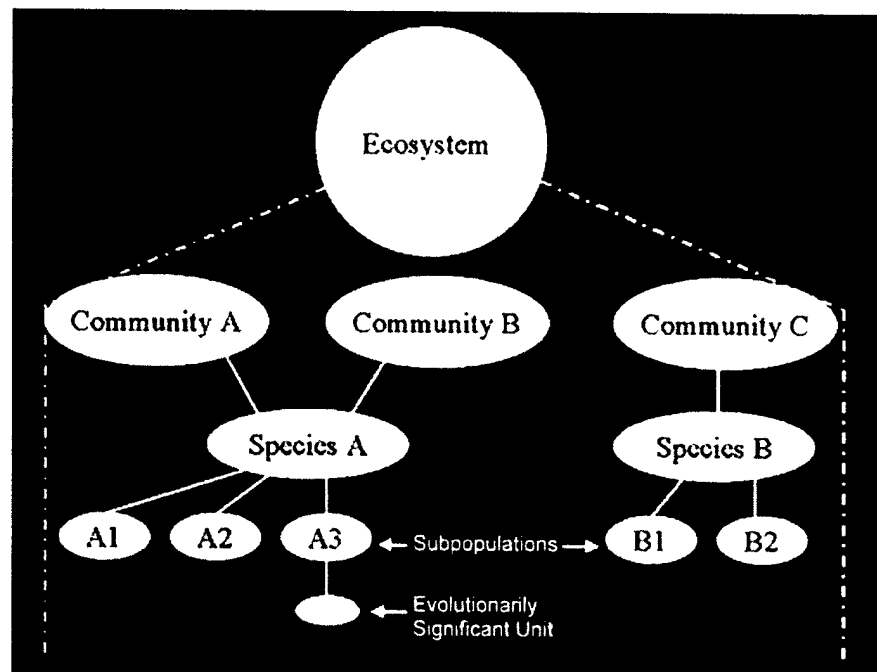 Ecosystem
Community A
Community B
Community C
Species A
Species B
A1
A2
A3
Subpopulations
B1
B2
Evolutionarily
Significant Unit